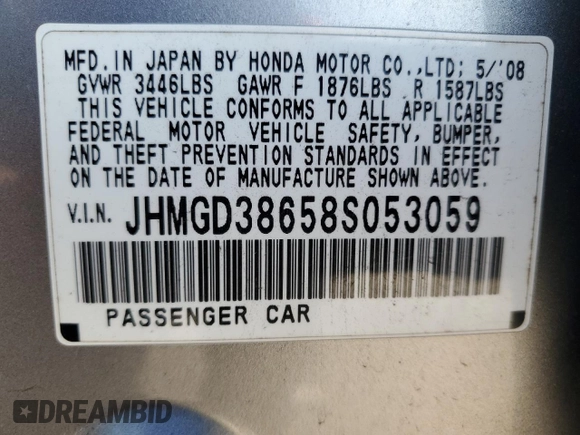 MFD. IN JAPAN BY HONDA MOTOR CO.,LTD; 5/'08
GVWR 3446LBS GAWR F 1876LBS R 1587LBS
THIS VEHICLE CONFORMS TO ALL APPLICABLE
FEDERAL MOTOR VEHICLE SAFETY, BUMPER,
AND THEFT PREVENTION STANDARDS IN EFFECT
ON THE DATE OF MANUFACTURE SHOWN ABOVE.
V.I.N. JHMGD38658S053059
PASSENGER CAR
DREAMBID